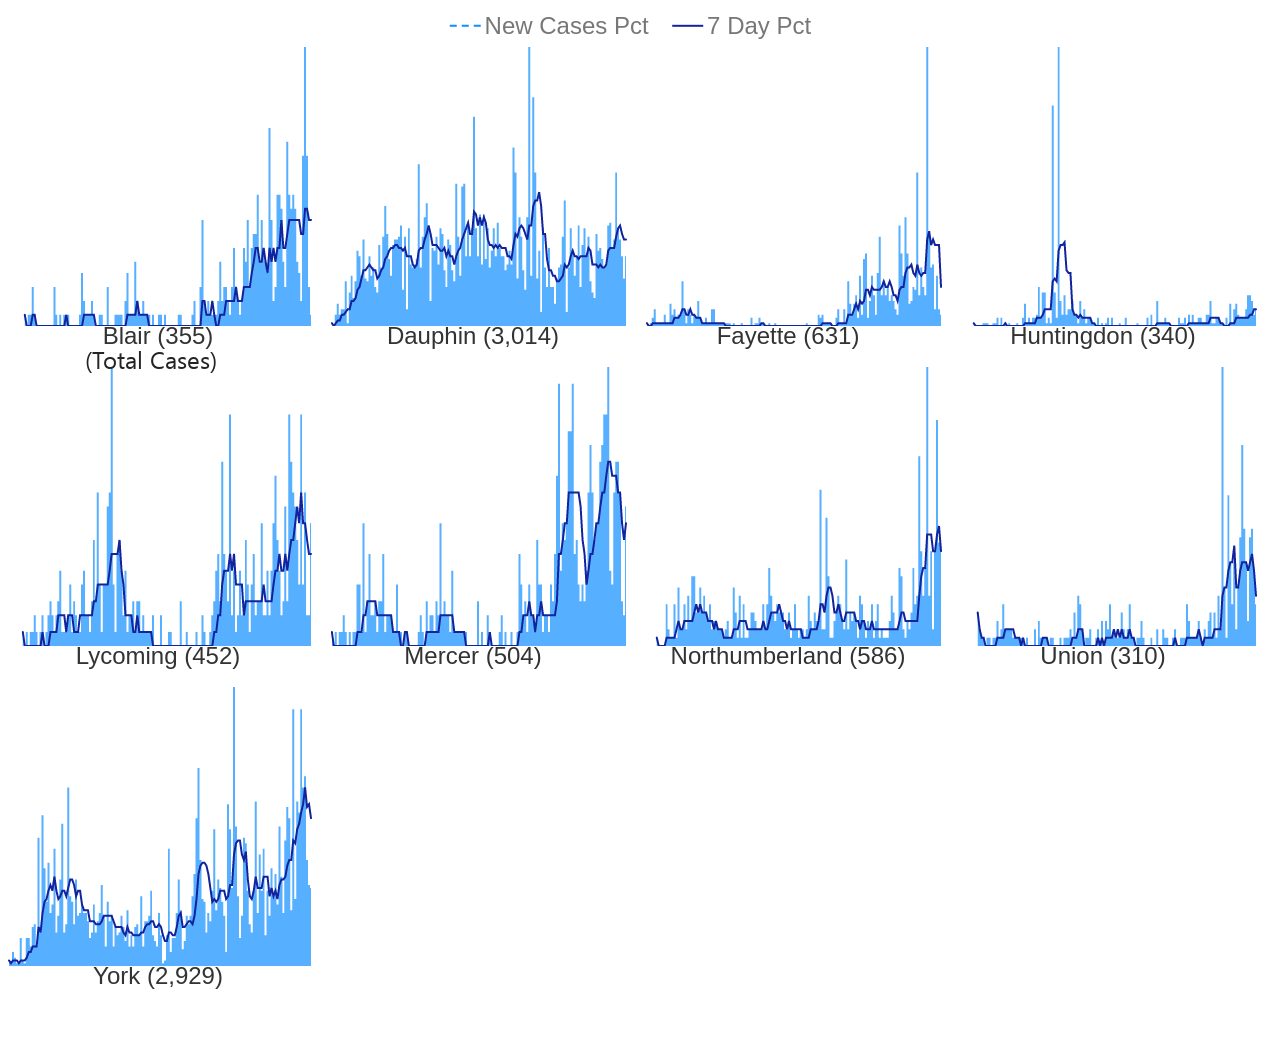 New Cases Pct 7 Day Pct
Blair (355) Dauphin (3,014) Fayette (631) Huntingdon (340)
(Total Cases)
Lycoming (452) Mercer (504) Northumberland (586) Union (310)
York (2,929)